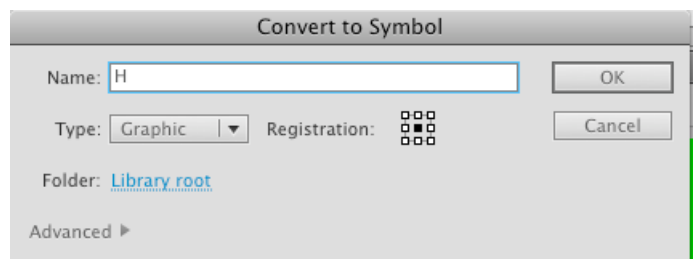 Convert to Symbol
Name: H OK
Type: Graphic Registration: Cancel
Folder: Library root
Advanced